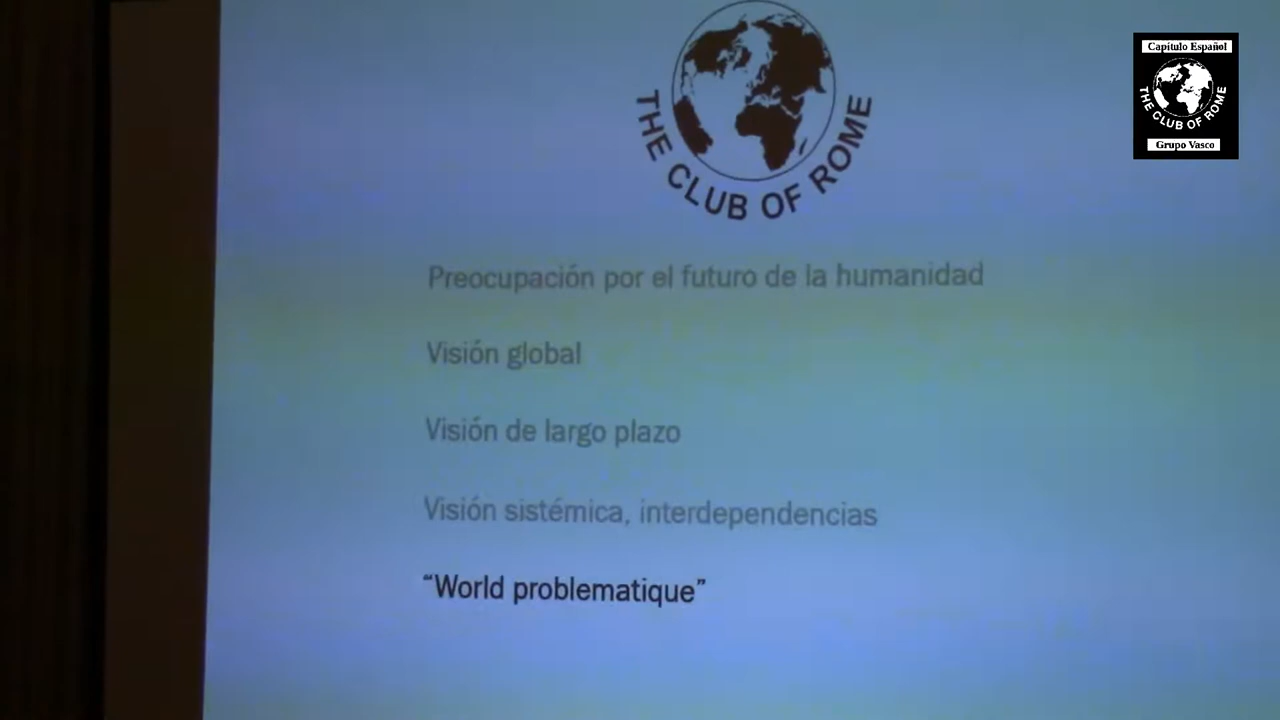 THE CLUB OF ROME
Capítulo Español
THE CLUB OF ROME
Grupo Vasco
Preocupación por el futuro de la humanidad
Visión global
Visión de largo plazo
Visión sistémica, interdependencias
“World problematique”